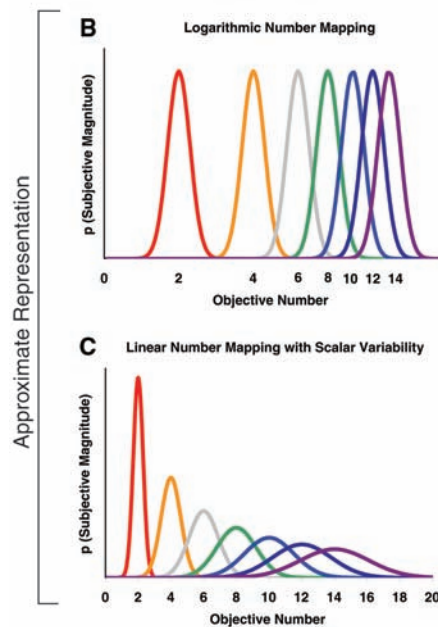 Approximate Representation
B
Logarithmic Number Mapping
p (Subjective Magnitude)
0 2 4 6 8 10 12 14
Objective Number
C
Linear Number Mapping with Scalar Variability
p (Subjective Magnitude)
0 2 4 6 8 10 12 14 16 18 20
Objective Number